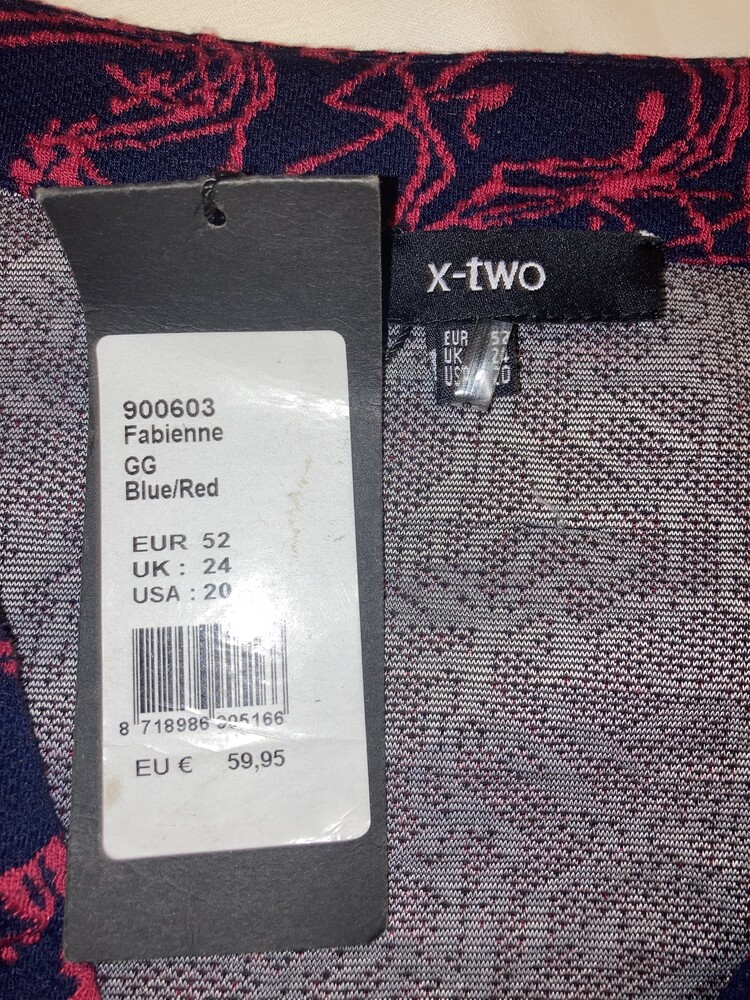 x-two
EUR 52
UK 24
900603
Fabienne
GG
Blue/Red
EUR 52
UK : 24
USA : 20
8 718986
EU € 59,95